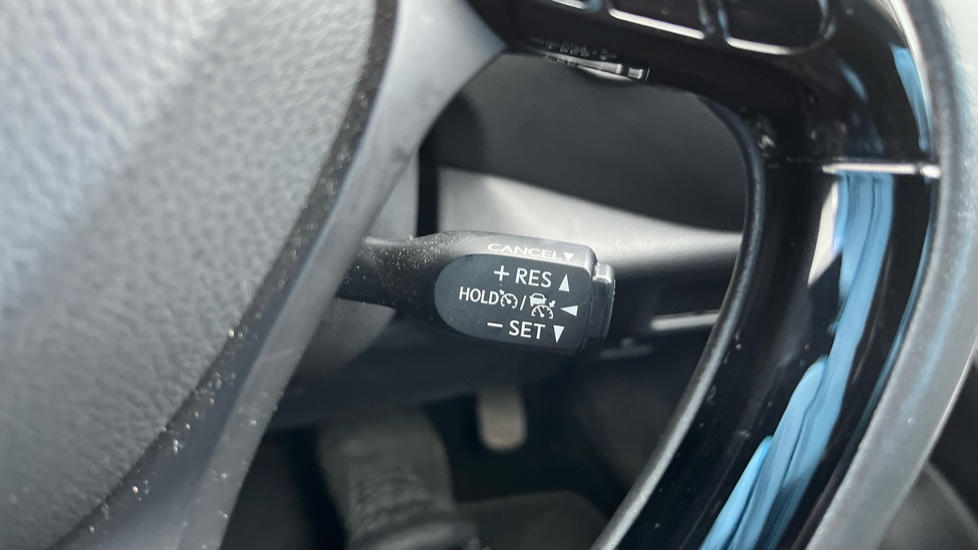 CANCEL▼
+ RES ▲
HOLD / ◀
− SET ▼